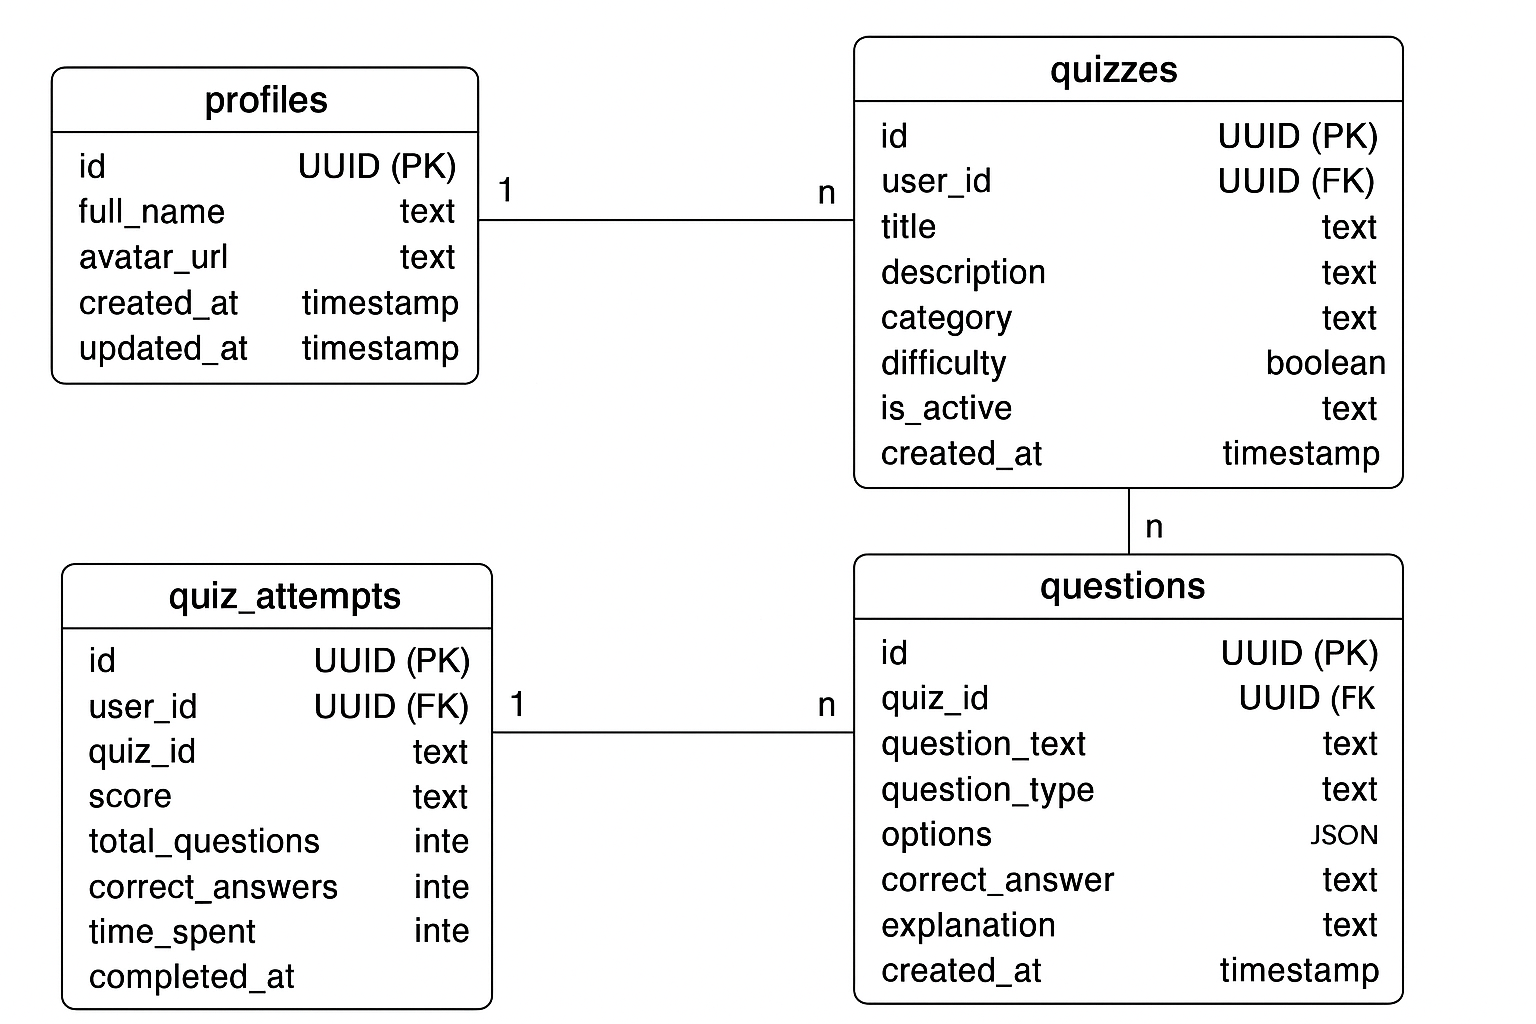 profiles
id UUID (PK)
full_name text
avatar_url text
created_at timestamp
updated_at timestamp
1 n
quizzes
id UUID (PK)
user_id UUID (FK)
title text
description text
category text
difficulty boolean
is_active text
created_at timestamp
n
quiz_attempts
id UUID (PK)
user_id UUID (FK)
quiz_id text
score text
total_questions inte
correct_answers inte
time_spent inte
completed_at
1 n
questions
id UUID (PK)
quiz_id UUID (FK
question_text text
question_type text
options JSON
correct_answer text
explanation text
created_at timestamp